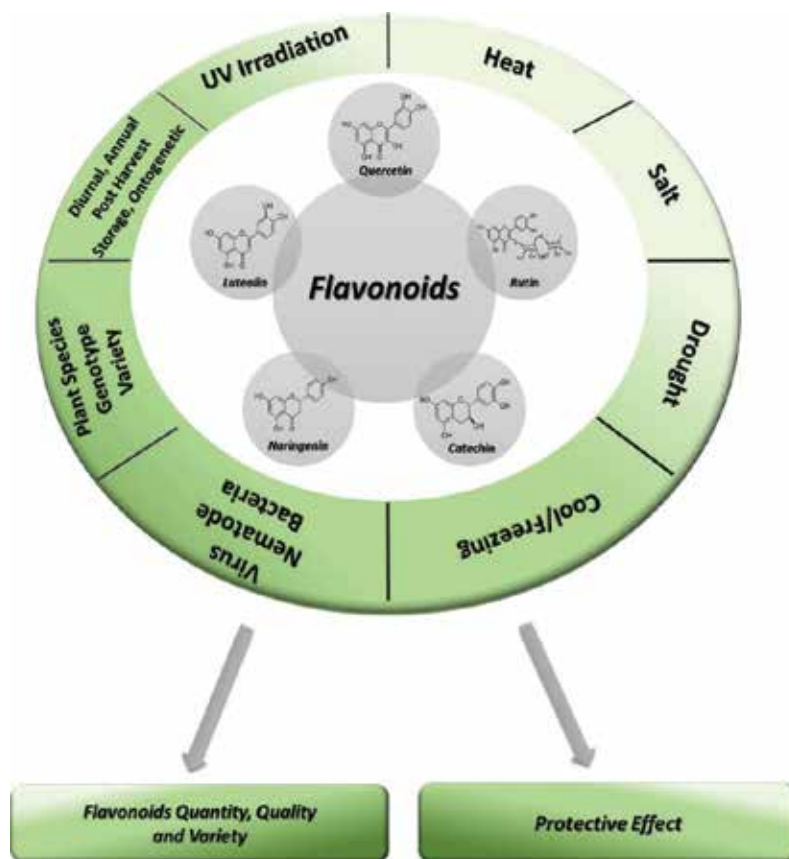 UV Irradiation
Heat
Salt
Drought
Cool/Freezing
Virus
Nematode
Bacteria
Plant Species
Genotype
Variety
Diurnal, Annual
Post Harvest
Storage, Ontogenetic
Quercetin
Luteolin
Flavonoids
Rutin
Naringenin
Catechin
Flavonoids Quantity, Quality
and Variety
Protective Effect